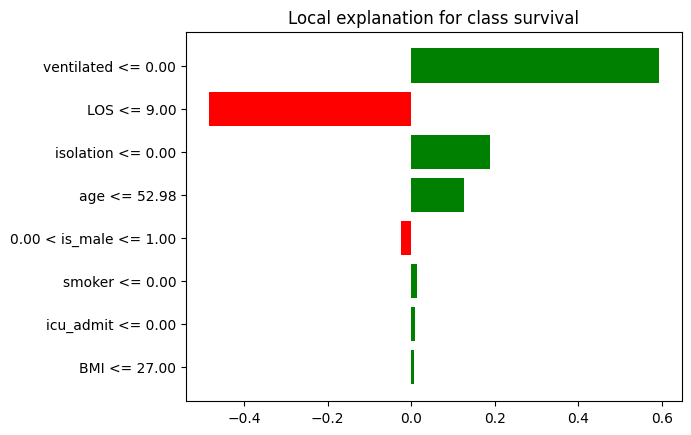 Local explanation for class survival
ventilated <= 0.00
LOS <= 9.00
isolation <= 0.00
age <= 52.98
0.00 < is_male <= 1.00
smoker <= 0.00
icu_admit <= 0.00
BMI <= 27.00
−0.4 −0.2 0.0 0.2 0.4 0.6